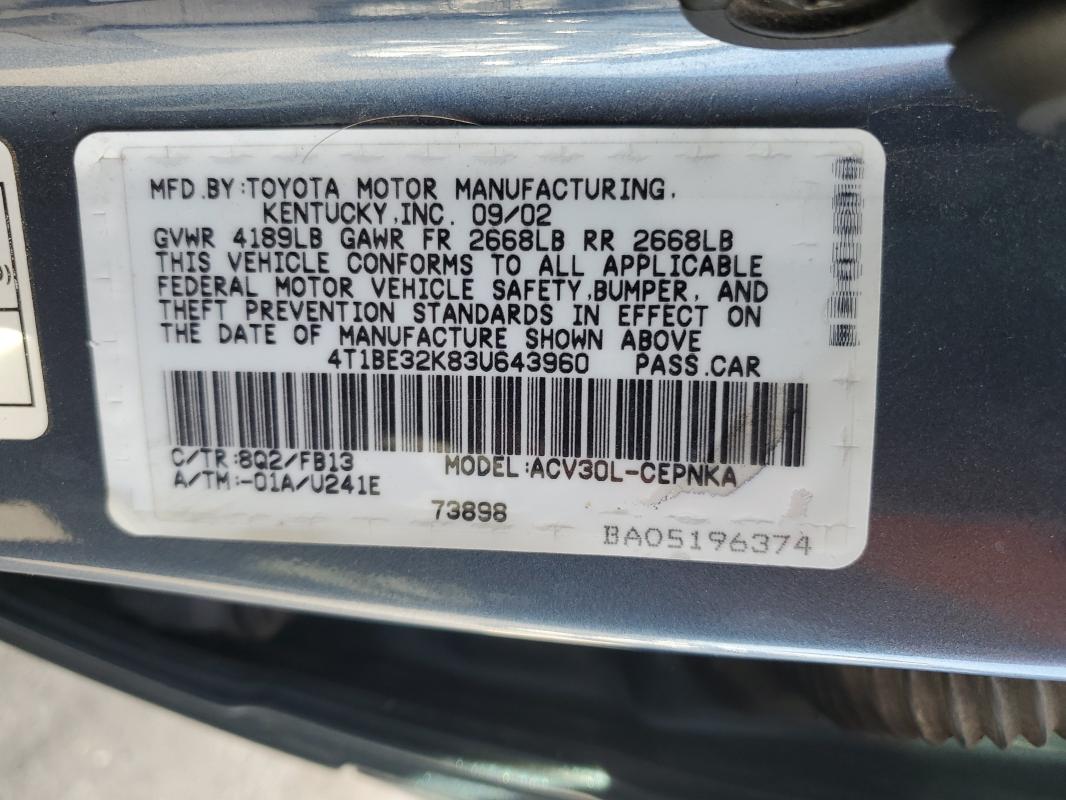 MFD.BY:TOYOTA MOTOR MANUFACTURING,
KENTUCKY,INC. 09/02
GVWR 4189LB GAWR FR 2668LB RR 2668LB
THIS VEHICLE CONFORMS TO ALL APPLICABLE
FEDERAL MOTOR VEHICLE SAFETY,BUMPER, AND
THEFT PREVENTION STANDARDS IN EFFECT ON
THE DATE OF MANUFACTURE SHOWN ABOVE
4T1BE32K83U643960 PASS.CAR
C/TR:8Q2/FB13 MODEL:ACV30L-CEPNKA
A/TM:-01A/U241E
73898
BA05196374